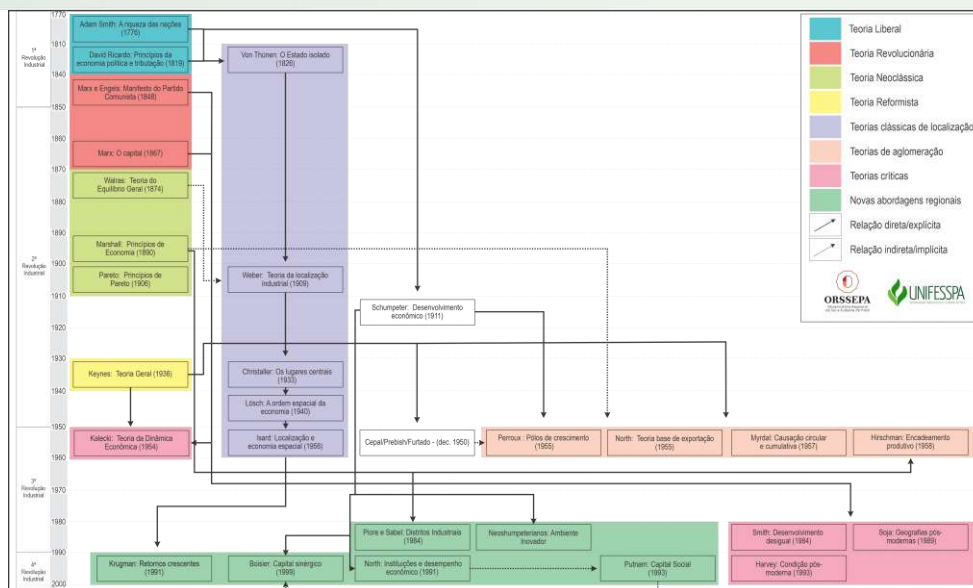 1770
1810
1840
1850
1860
1870
1880
1890
1900
1910
1920
1930
1940
1950
1960
1970
1980
1990
2000
1ª
Revolução
Industrial
2ª
Revolução
Industrial
3ª
Revolução
Industrial
4ª
Revolução
Industrial
Adam Smith: A riqueza das nações
(1776)
David Ricardo: Princípios da
economia política e tributação (1819)
Von Thünen: O Estado isolado
(1826)
Marx e Engels: Manifesto do Partido
Comunista (1848)
Marx: O capital (1867)
Walras: Teoria do
Equilíbrio Geral (1874)
Marshall: Princípios de
Economia (1890)
Pareto: Princípios de
Pareto (1906)
Weber: Teoria da localização
industrial (1909)
Schumpeter: Desenvolvimento
econômico (1911)
Keynes: Teoria Geral (1936)
Christaller: Os lugares centrais
(1933)
Lösch: A ordem espacial da
economia (1940)
Kalecki: Teoria da Dinâmica
Econômica (1954)
Isard: Localização e
economia espacial (1956)
Cepal/Prebish/Furtado - (dec. 1950)
Perroux: Pólos de crescimento
(1955)
North: Teoria base de exportação
(1955)
Myrdal: Causação circular
e cumulativa (1957)
Hirschman: Encadeamento
produtivo (1958)
Piore e Sabel: Distritos Industriais
(1984)
Neoshumpeterianos: Ambiente
Inovador
Smith: Desenvolvimento
desigual (1984)
Soja: Geografias pós-
modernas (1989)
Krugman: Retornos crescentes
(1991)
Boisier: Capital sinérgico
(1999)
North: Instituições e desempenho
econômico (1991)
Putnam: Capital Social
(1993)
Harvey: Condição pós-
moderna (1993)
Teoria Liberal
Teoria Revolucionária
Teoria Neoclássica
Teoria Reformista
Teorias clássicas de localização
Teorias de aglomeração
Teorias críticas
Novas abordagens regionais
Relação direta/explícita
Relação indireta/implícita
ORSSEPA
UNIFESSPA